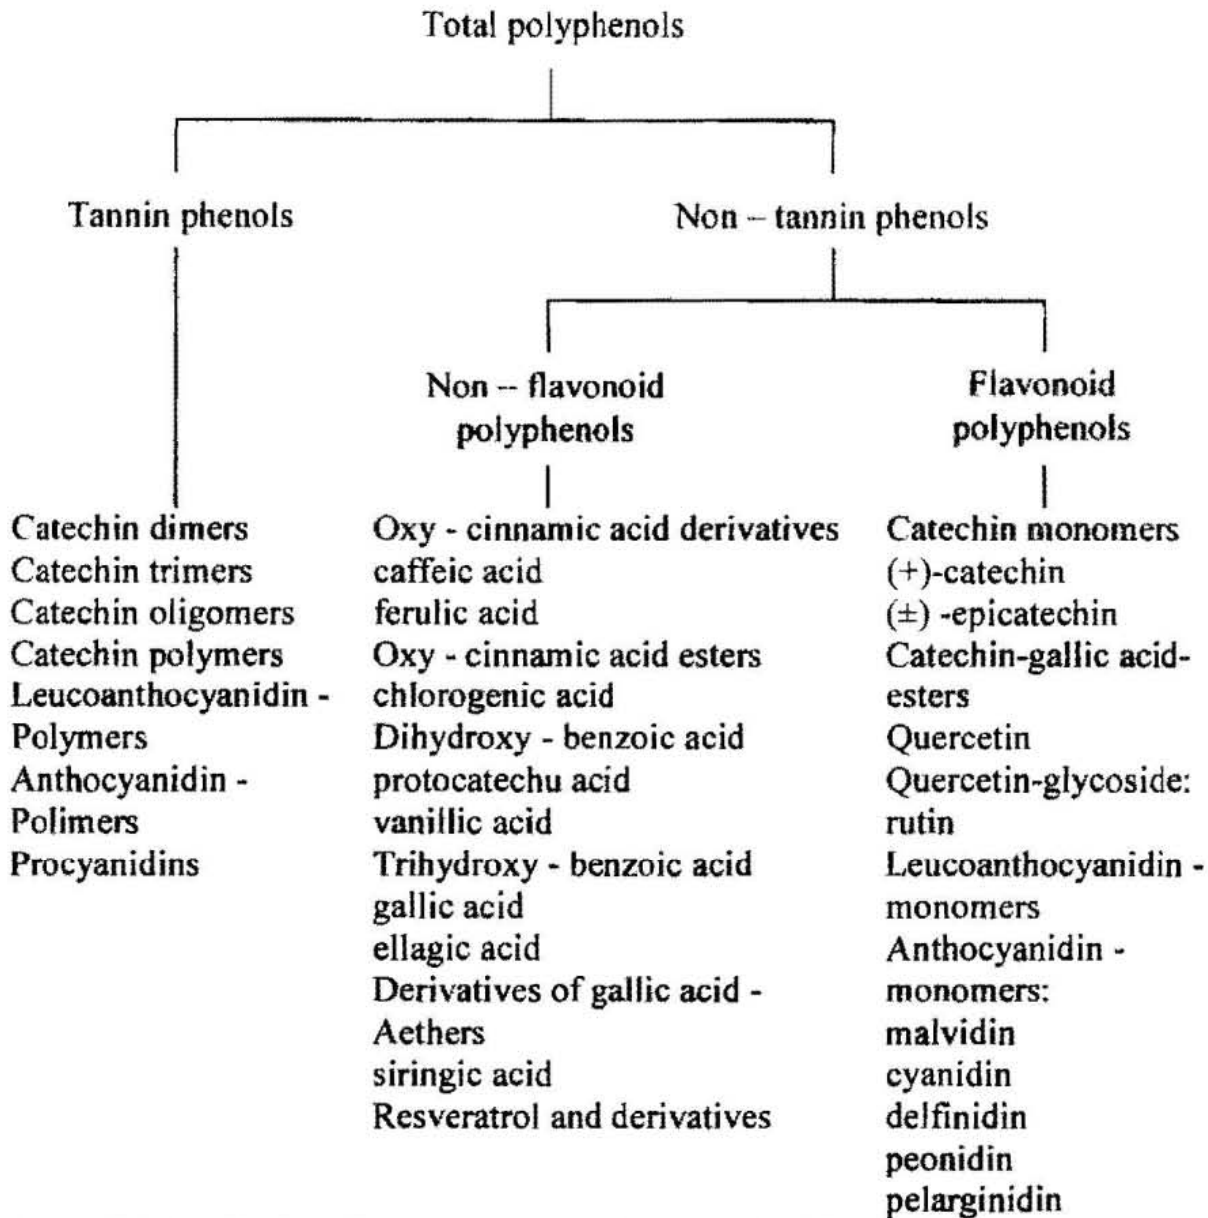 Total polyphenols
Tannin phenols
Non – tannin phenols
Non -- flavonoid
polyphenols
Flavonoid
polyphenols
Catechin dimers
Catechin trimers
Catechin oligomers
Catechin polymers
Leucoanthocyanidin -
Polymers
Anthocyanidin -
Polimers
Procyanidins
Oxy - cinnamic acid derivatives
caffeic acid
ferulic acid
Oxy - cinnamic acid esters
chlorogenic acid
Dihydroxy - benzoic acid
protocatechu acid
vanillic acid
Trihydroxy - benzoic acid
gallic acid
ellagic acid
Derivatives of gallic acid -
Aethers
siringic acid
Resveratrol and derivatives
Catechin monomers
(+)-catechin
(±) -epicatechin
Catechin-gallic acid-
esters
Quercetin
Quercetin-glycoside:
rutin
Leucoanthocyanidin -
monomers
Anthocyanidin -
monomers:
malvidin
cyanidin
delfinidin
peonidin
pelarginidin